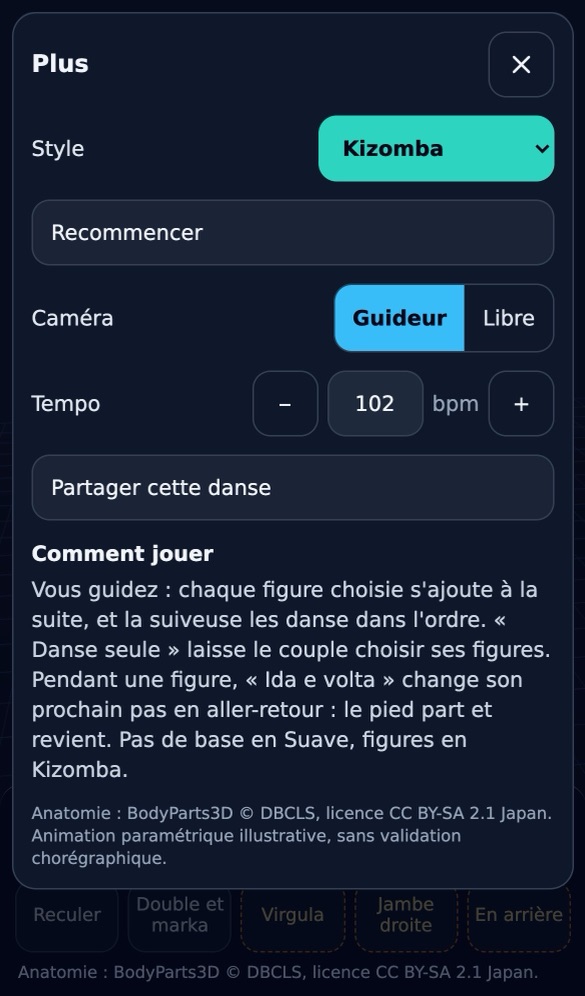 Plus
Style
Kizomba
Recommencer
Caméra
Guideur
Libre
Tempo
–
102
bpm
+
Partager cette danse
Comment jouer
Vous guidez : chaque figure choisie s'ajoute à la
suite, et la suiveuse les danse dans l'ordre. «
Danse seule » laisse le couple choisir ses figures.
Pendant une figure, « Ida e volta » change son
prochain pas en aller-retour : le pied part et
revient. Pas de base en Suave, figures en
Kizomba.
Anatomie : BodyParts3D © DBCLS, licence CC BY-SA 2.1 Japan.
Animation paramétrique illustrative, sans validation
chorégraphique.
Reculer
Double et
marka
Virgula
Jambe
droite
En arrière
Anatomie : BodyParts3D © DBCLS, licence CC BY-SA 2.1 Japan.